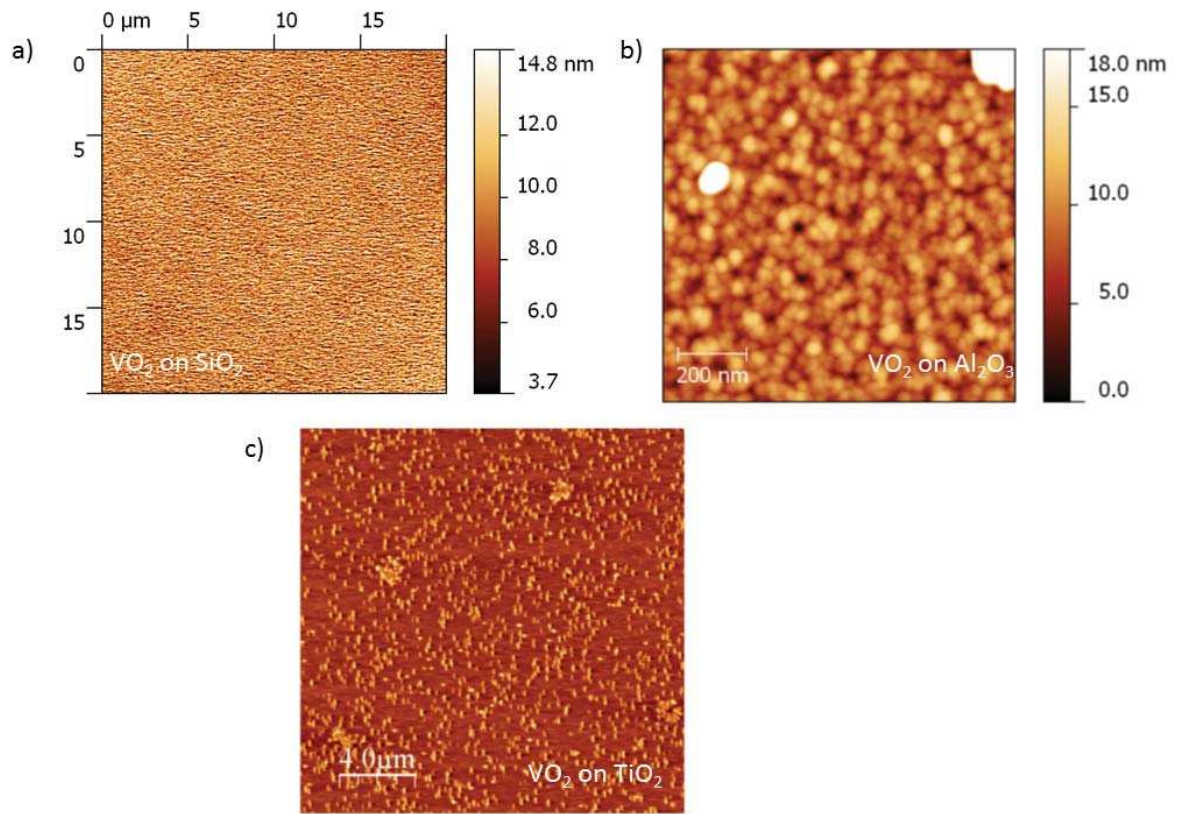 a)
0 µm 5 10 15
0
5
10
15
VO₂ on SiO₂
14.8 nm
12.0
10.0
8.0
6.0
3.7
b)
200 nm
VO₂ on Al₂O₃
18.0 nm
15.0
10.0
5.0
0.0
c)
4.0µm
VO₂ on TiO₂